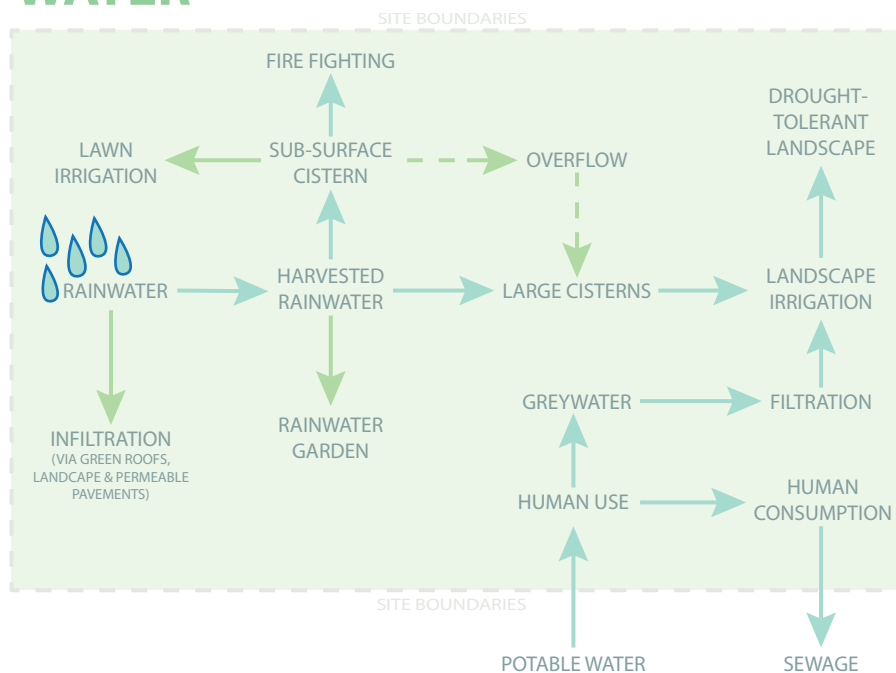 WATER
SITE BOUNDARIES
FIRE FIGHTING
DROUGHT-
TOLERANT
LANDSCAPE
LAWN
IRRIGATION
SUB-SURFACE
CISTERN
OVERFLOW
RAINWATER
HARVESTED
RAINWATER
LARGE CISTERNS
LANDSCAPE
IRRIGATION
GREYWATER
FILTRATION
INFILTRATION
(VIA GREEN ROOFS,
LANDCAPE & PERMEABLE
PAVEMENTS)
RAINWATER
GARDEN
HUMAN USE
HUMAN
CONSUMPTION
SITE BOUNDARIES
POTABLE WATER
SEWAGE